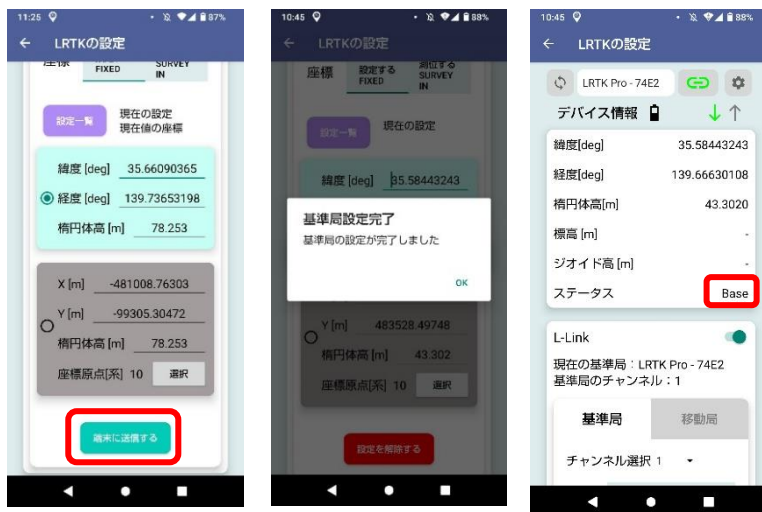 11:25
87%
LRTKの設定
座標
FIXED
SURVEY
IN
設定一覧
現在の設定
現在値の座標
緯度 [deg] 35.66090365
経度 [deg] 139.73653198
楕円体高 [m] 78.253
X [m] -481008.76303
Y [m] -99305.30472
楕円体高 [m] 78.253
座標原点[系] 10 選択
端末に送信する
10:45
88%
LRTKの設定
座標
設定する
FIXED
測位する
SURVEY
IN
設定一覧
現在の設定
緯度 [deg] 35.58443243
基準局設定完了
基準局の設定が完了しました
OK
Y [m] 483528.49748
楕円体高 [m] 43.302
座標原点[系] 10 選択
設定を解除する
10:45
88%
LRTKの設定
LRTK Pro - 74E2
デバイス情報
緯度[deg] 35.58443243
経度[deg] 139.66630108
楕円体高[m] 43.3020
標高 [m] -
ジオイド高 [m] -
ステータス Base
L-Link
現在の基準局：LRTK Pro - 74E2
基準局のチャンネル：1
基準局 移動局
チャンネル選択 1